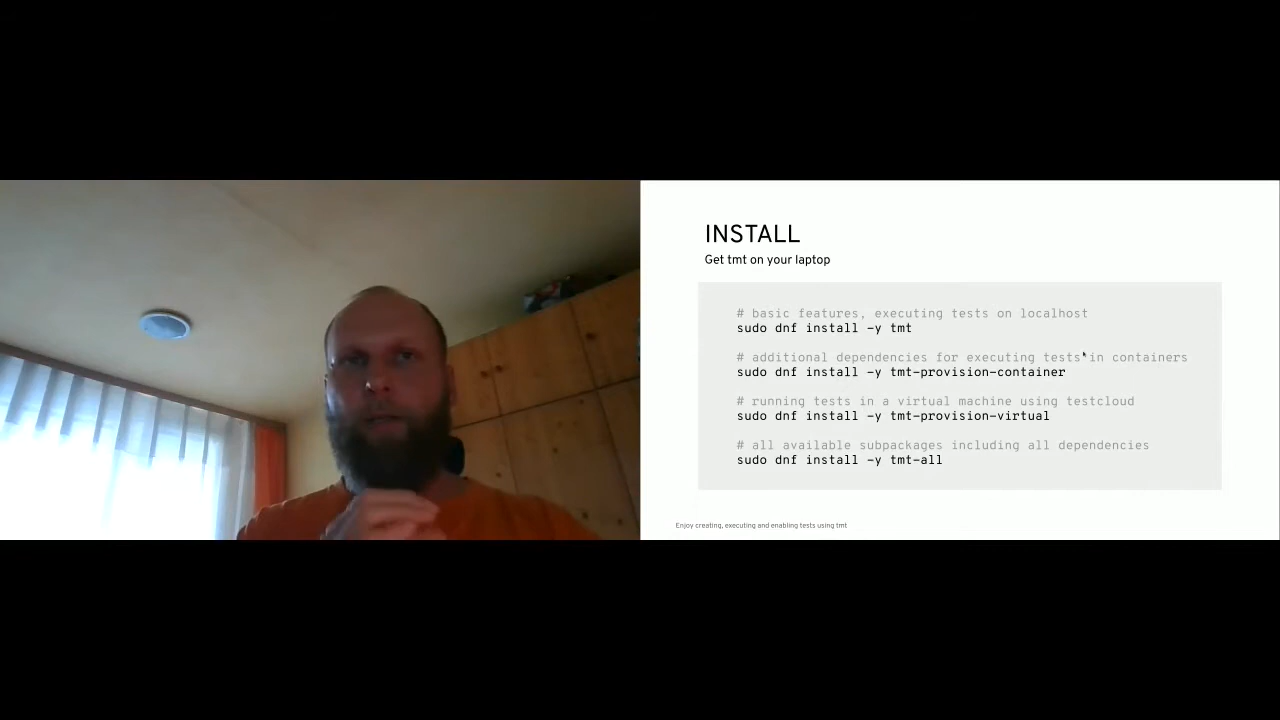 INSTALL
Get tmt on your laptop
# basic features, executing tests on localhost
sudo dnf install -y tmt
# additional dependencies for executing tests in containers
sudo dnf install -y tmt-provision-container
# running tests in a virtual machine using testcloud
sudo dnf install -y tmt-provision-virtual
# all available subpackages including all dependencies
sudo dnf install -y tmt-all
Enjoy creating, executing and enabling tests using tmt